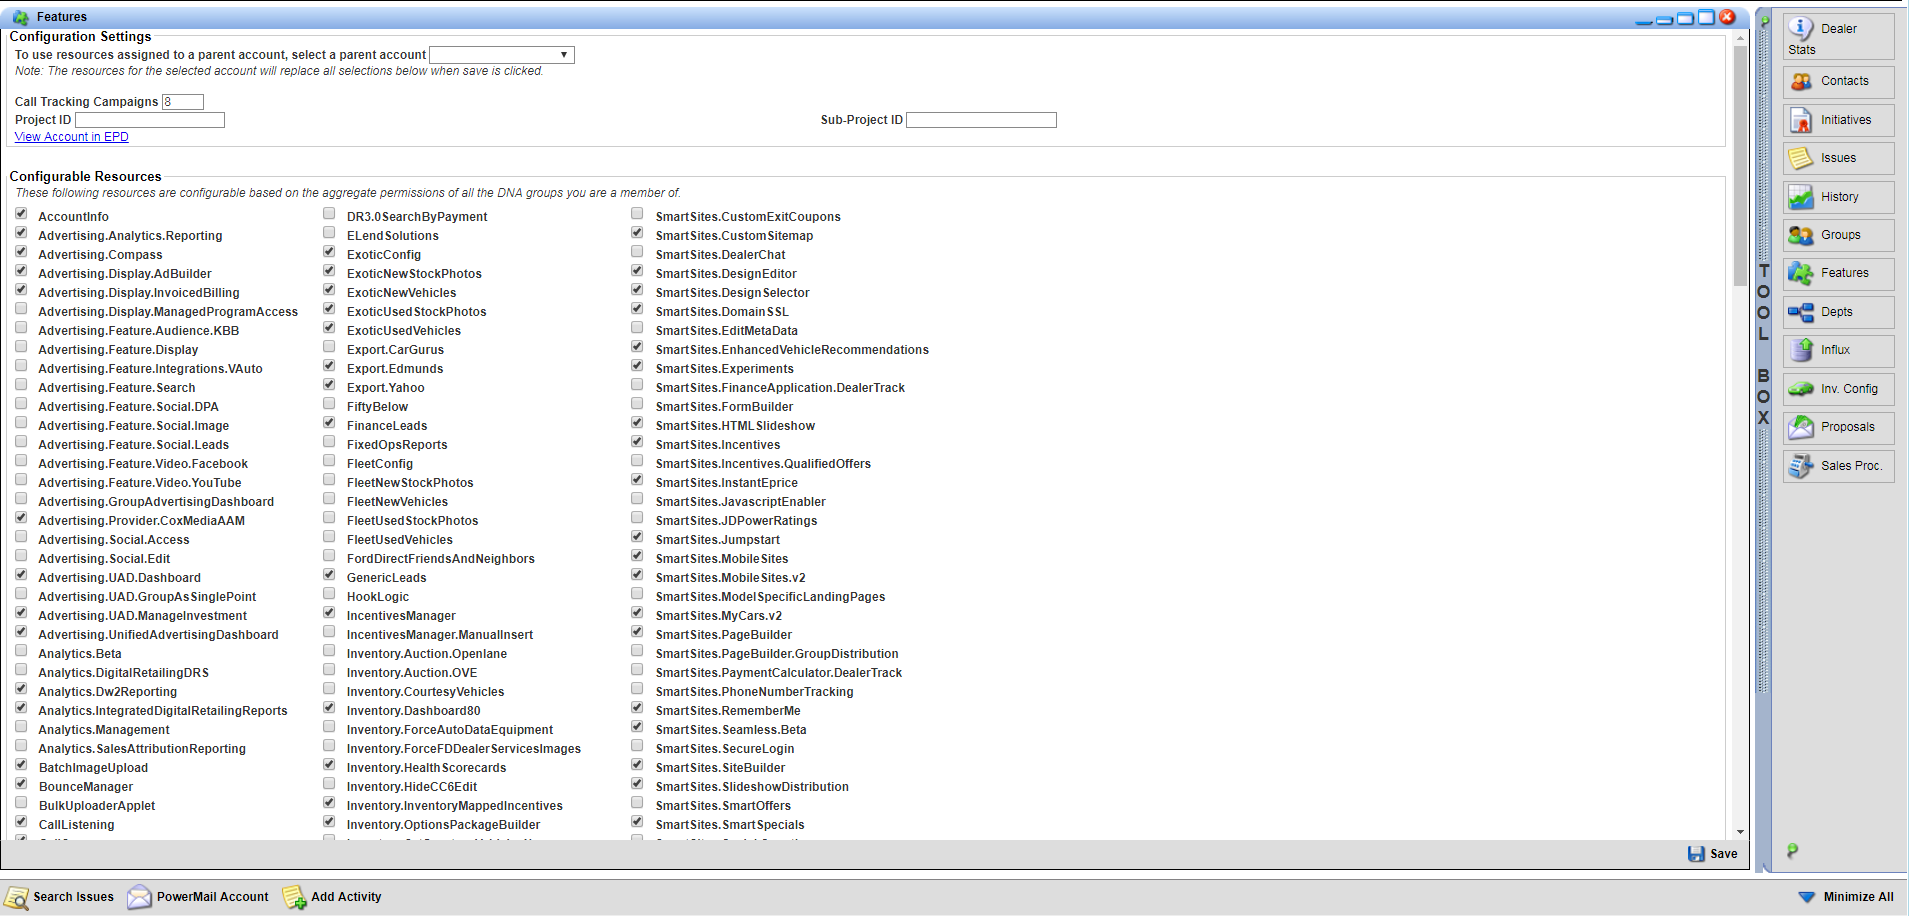 Features
Configuration Settings
To use resources assigned to a parent account, select a parent account
Note: The resources for the selected account will replace all selections below when save is clicked.
Call Tracking Campaigns 8
Project ID
Sub-Project ID
View Account in EPD
Configurable Resources
These following resources are configurable based on the aggregate permissions of all the DNA groups you are a member of.
AccountInfo
Advertising.Analytics.Reporting
Advertising.Compass
Advertising.Display.AdBuilder
Advertising.Display.InvoicedBilling
Advertising.Display.ManagedProgramAccess
Advertising.Feature.Audience.KBB
Advertising.Feature.Display
Advertising.Feature.Integrations.VAuto
Advertising.Feature.Search
Advertising.Feature.Social.DPA
Advertising.Feature.Social.Image
Advertising.Feature.Social.Leads
Advertising.Feature.Video.Facebook
Advertising.Feature.Video.YouTube
Advertising.GroupAdvertisingDashboard
Advertising.Provider.CoxMediaAAM
Advertising.Social.Access
Advertising.Social.Edit
Advertising.UAD.Dashboard
Advertising.UAD.GroupAsSinglePoint
Advertising.UAD.ManageInvestment
Advertising.UnifiedAdvertisingDashboard
Analytics.Beta
Analytics.DigitalRetailingDRS
Analytics.Dw2Reporting
Analytics.IntegratedDigitalRetailingReports
Analytics.Management
Analytics.SalesAttributionReporting
BatchImageUpload
BounceManager
BulkUploaderApplet
CallListening
DR3.0SearchByPayment
ELendSolutions
ExoticConfig
ExoticNewStockPhotos
ExoticNewVehicles
ExoticUsedStockPhotos
ExoticUsedVehicles
Export.CarGurus
Export.Edmunds
Export.Yahoo
FiftyBelow
FinanceLeads
FixedOpsReports
FleetConfig
FleetNewStockPhotos
FleetNewVehicles
FleetUsedStockPhotos
FleetUsedVehicles
FordDirectFriendsAndNeighbors
GenericLeads
HookLogic
IncentivesManager
IncentivesManager.ManualInsert
Inventory.Auction.Openlane
Inventory.Auction.OVE
Inventory.CourtesyVehicles
Inventory.Dashboard80
Inventory.ForceAutoDataEquipment
Inventory.ForceFDDealerServicesImages
Inventory.HealthScorecards
Inventory.HideCC6Edit
Inventory.InventoryMappedIncentives
Inventory.OptionsPackageBuilder
SmartSites.CustomExitCoupons
SmartSites.CustomSitemap
SmartSites.DealerChat
SmartSites.DesignEditor
SmartSites.DesignSelector
SmartSites.DomainSSL
SmartSites.EditMetaData
SmartSites.EnhancedVehicleRecommendations
SmartSites.Experiments
SmartSites.FinanceApplication.DealerTrack
SmartSites.FormBuilder
SmartSites.HTMLSlideshow
SmartSites.Incentives
SmartSites.Incentives.QualifiedOffers
SmartSites.InstantEprice
SmartSites.JavascriptEnabler
SmartSites.JDPowerRatings
SmartSites.Jumpstart
SmartSites.MobileSites
SmartSites.MobileSites.v2
SmartSites.ModelSpecificLandingPages
SmartSites.MyCars.v2
SmartSites.PageBuilder
SmartSites.PageBuilder.GroupDistribution
SmartSites.PaymentCalculator.DealerTrack
SmartSites.PhoneNumberTracking
SmartSites.RememberMe
SmartSites.Seamless.Beta
SmartSites.SecureLogin
SmartSites.SiteBuilder
SmartSites.SlideshowDistribution
SmartSites.SmartOffers
SmartSites.SmartSpecials
Save
TOOL BOX
Dealer
Stats
Contacts
Initiatives
Issues
History
Groups
Features
Depts
Influx
Inv. Config
Proposals
Sales Proc.
Search Issues
PowerMail Account
Add Activity
Minimize All